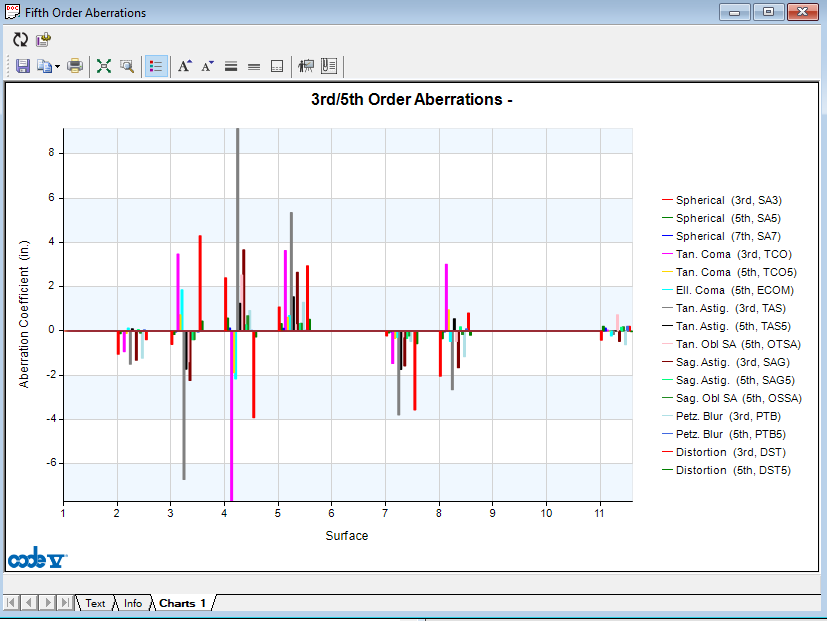 Fifth Order Aberrations
3rd/5th Order Aberrations -
8
6
4
2
0
-2
-4
-6
Aberration Coefficient (in.)
1 2 3 4 5 6 7 8 9 10 11
Surface
Spherical (3rd, SA3)
Spherical (5th, SA5)
Spherical (7th, SA7)
Tan. Coma (3rd, TCO)
Tan. Coma (5th, TCO5)
Ell. Coma (5th, ECOM)
Tan. Astig. (3rd, TAS)
Tan. Astig. (5th, TAS5)
Tan. Obl SA (5th, OTSA)
Sag. Astig. (3rd, SAG)
Sag. Astig. (5th, SAG5)
Sag. Obl SA (5th, OSSA)
Petz. Blur (3rd, PTB)
Petz. Blur (5th, PTB5)
Distortion (3rd, DST)
Distortion (5th, DST5)
code V
Text Info Charts 1